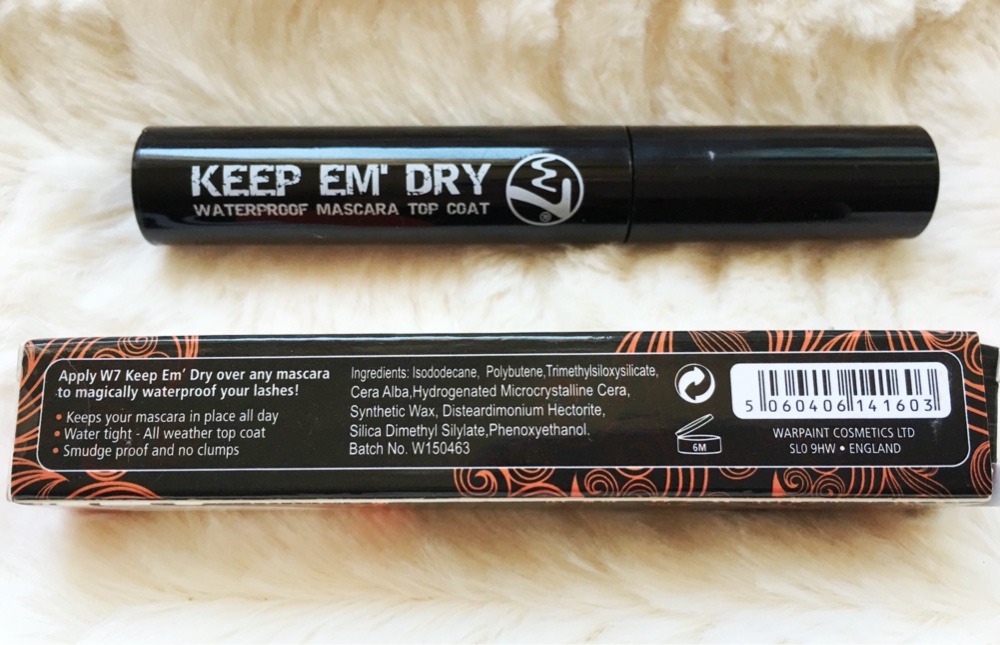 KEEP EM' DRY
WATERPROOF MASCARA TOP COAT
W7
®
Apply W7 Keep Em' Dry over any mascara
to magically waterproof your lashes!
• Keeps your mascara in place all day
• Water tight - All weather top coat
• Smudge proof and no clumps
Ingredients: Isododecane, Polybutene,Trimethylsiloxysilicate,
Cera Alba,Hydrogenated Microcrystalline Cera,
Synthetic Wax, Disteardimonium Hectorite,
Silica Dimethyl Silylate,Phenoxyethanol.
Batch No. W150463
6M
5 060406 141603
WARPAINT COSMETICS LTD
SL0 9HW • ENGLAND